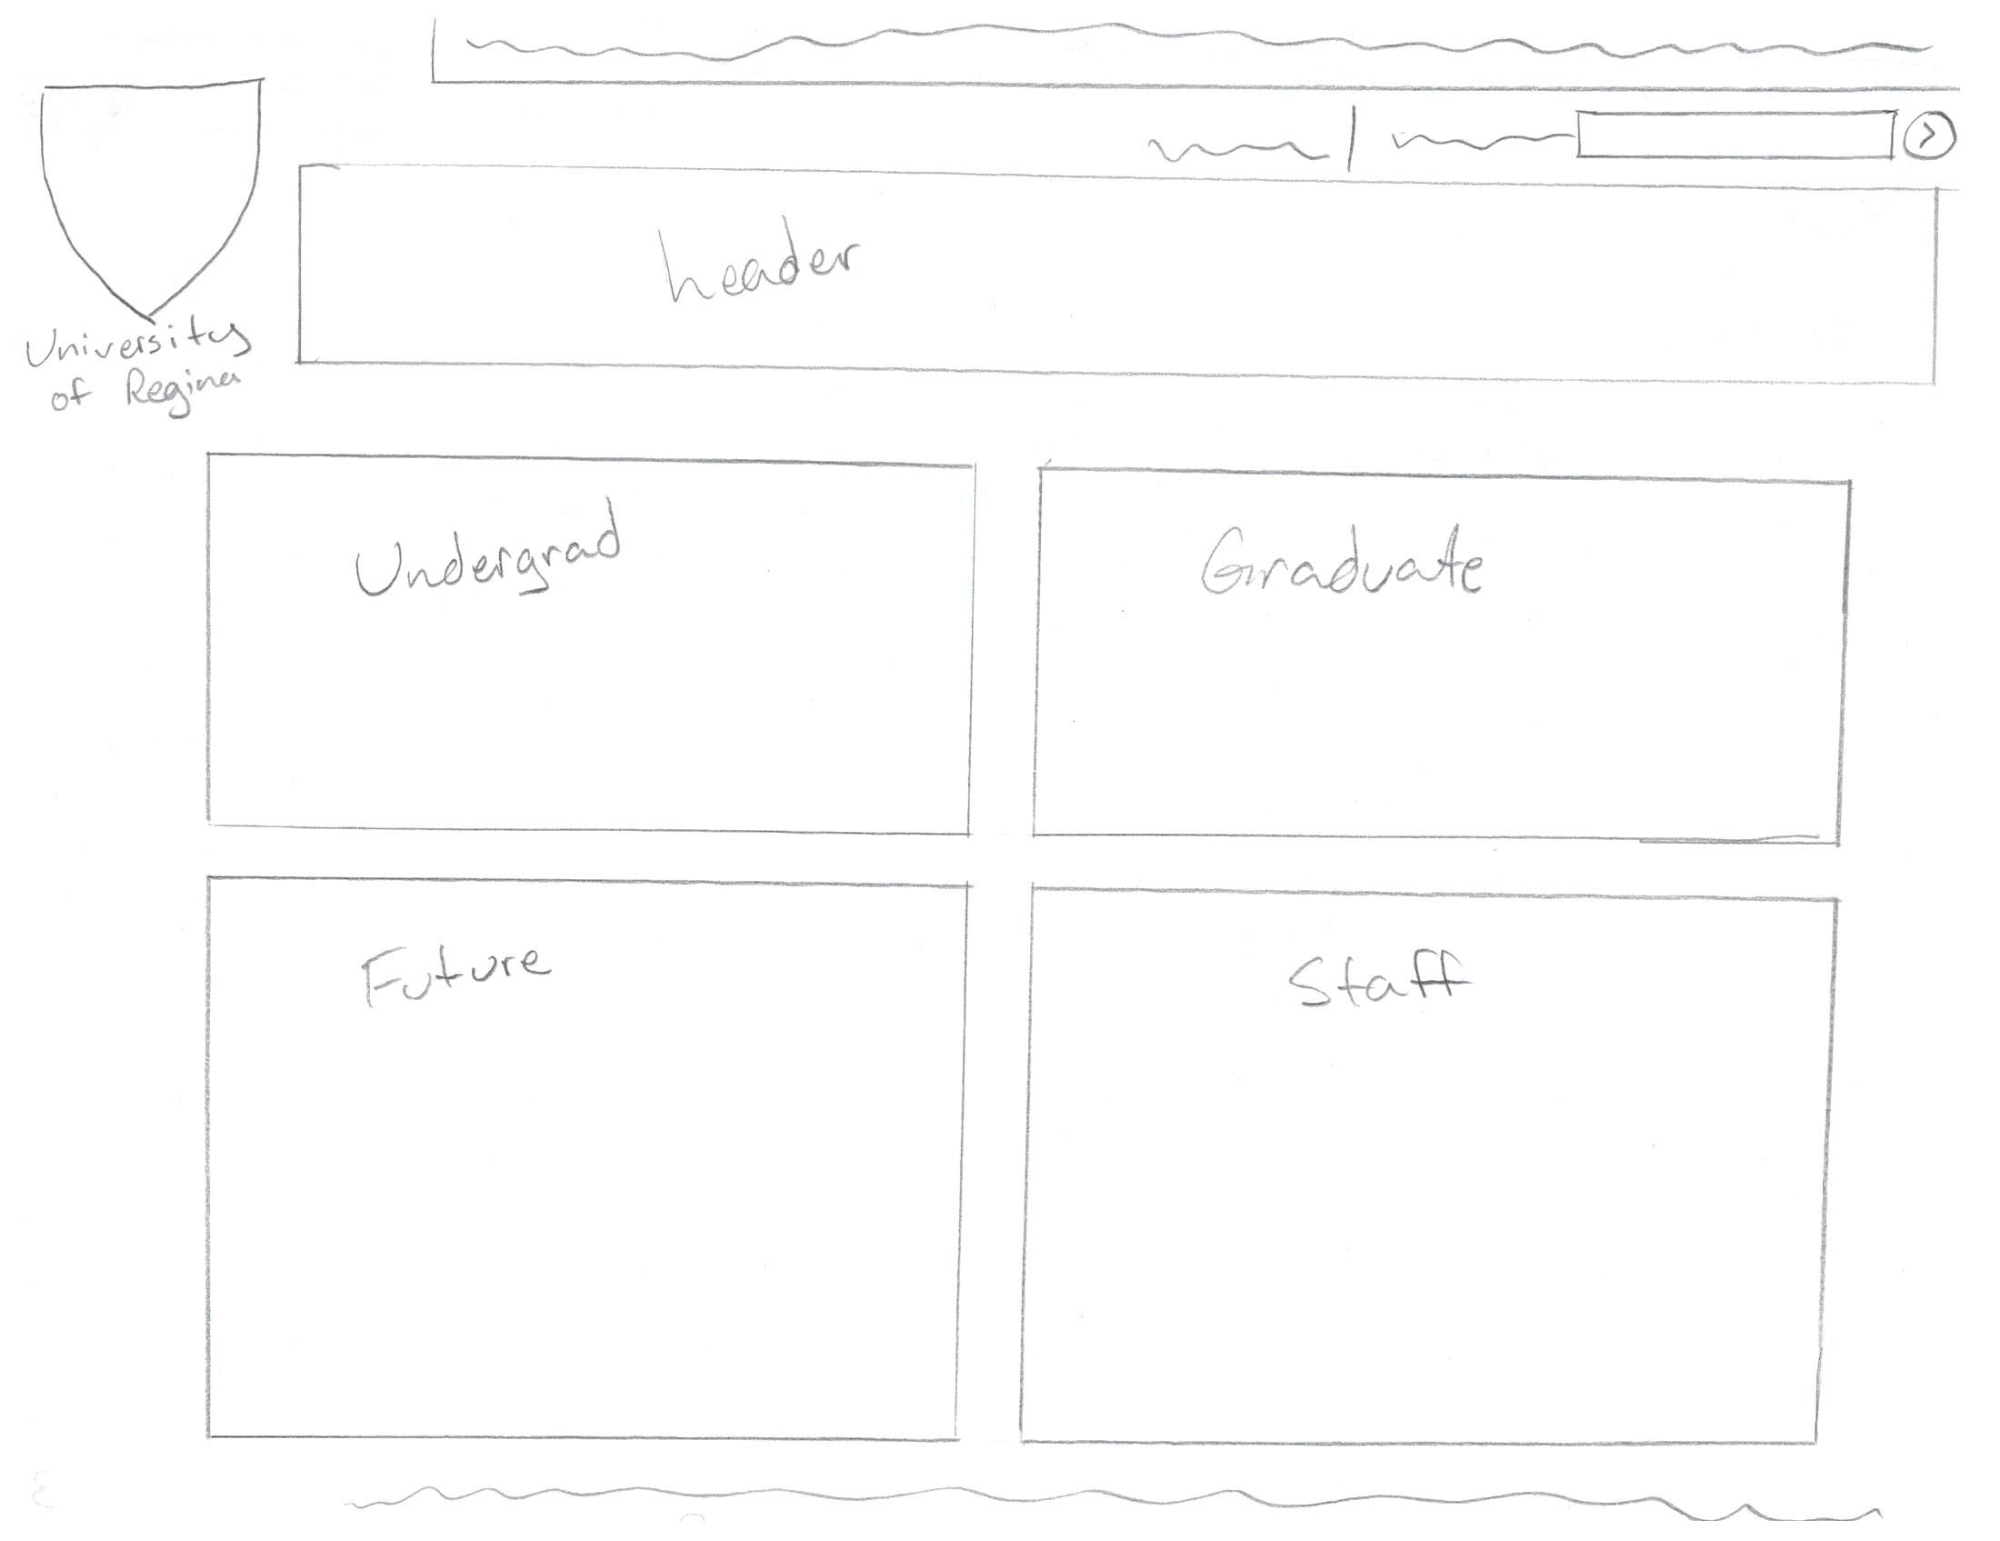 University
of Regina
header
Undergrad
Graduate
Future
Staff